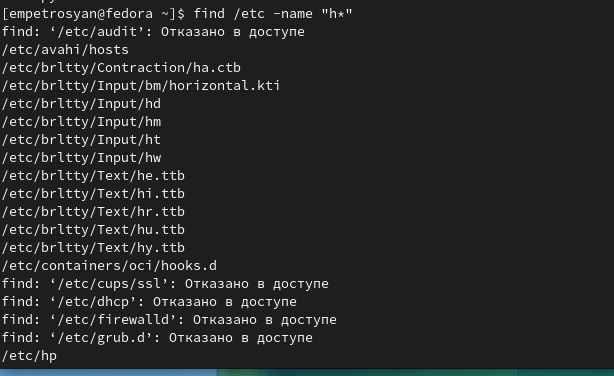 [empetrosyan@fedora ~]$ find /etc -name "h*"
find: ‘/etc/audit’: Отказано в доступе
/etc/avahi/hosts
/etc/brltty/Contraction/ha.ctb
/etc/brltty/Input/bm/horizontal.kti
/etc/brltty/Input/hd
/etc/brltty/Input/hm
/etc/brltty/Input/ht
/etc/brltty/Input/hw
/etc/brltty/Text/he.ttb
/etc/brltty/Text/hi.ttb
/etc/brltty/Text/hr.ttb
/etc/brltty/Text/hu.ttb
/etc/brltty/Text/hy.ttb
/etc/containers/oci/hooks.d
find: ‘/etc/cups/ssl’: Отказано в доступе
find: ‘/etc/dhcp’: Отказано в доступе
find: ‘/etc/firewalld’: Отказано в доступе
find: ‘/etc/grub.d’: Отказано в доступе
/etc/hp